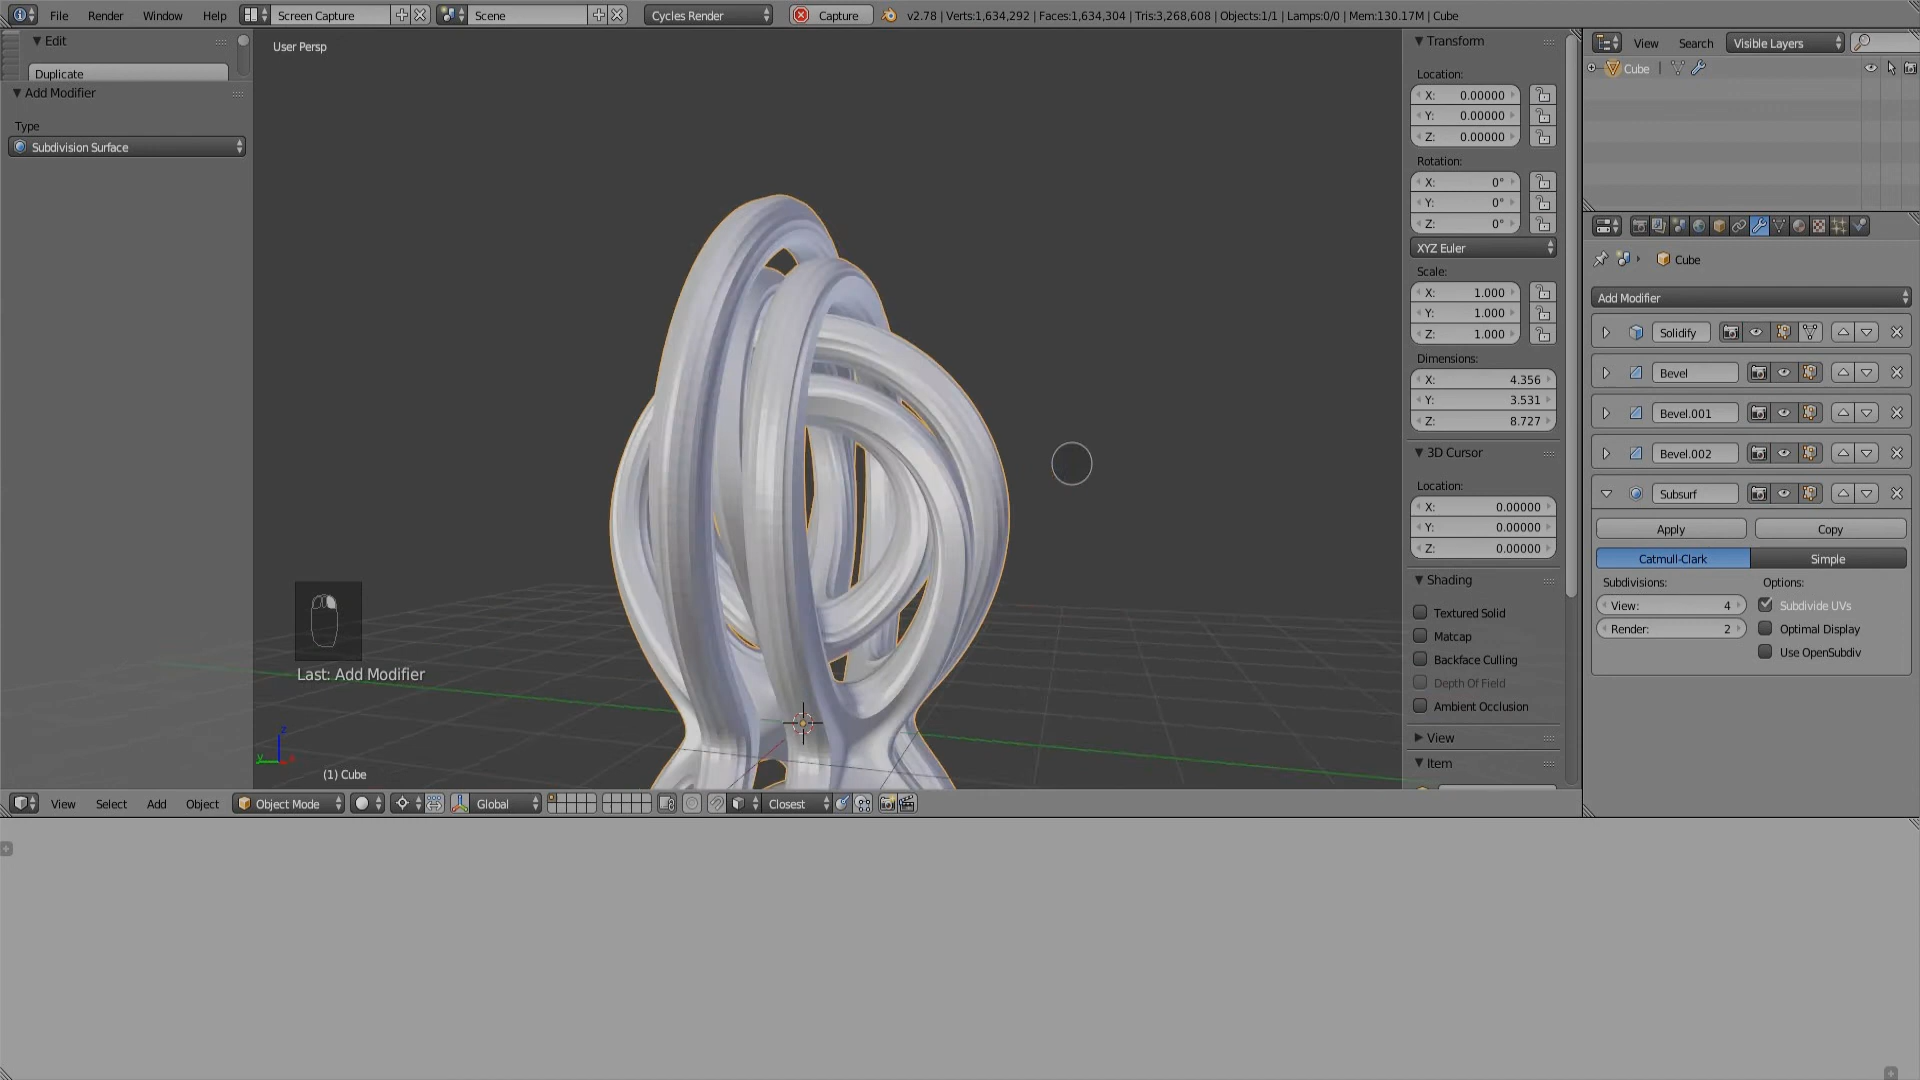 File Render Window Help Screen Capture Scene Cycles Render Capture v2.78 | Verts:1,634,292 | Faces:1,634,304 | Tris:3,268,608 | Objects:1/1 | Lamps:0/0 | Mem:130.17M | Cube
Edit
Duplicate
Add Modifier
Type
Subdivision Surface
User Persp
Last: Add Modifier
z
y
x
(1) Cube
Transform
Location:
X: 0.00000
Y: 0.00000
Z: 0.00000
Rotation:
X: 0°
Y: 0°
Z: 0°
XYZ Euler
Scale:
X: 1.000
Y: 1.000
Z: 1.000
Dimensions:
X: 4.356
Y: 3.531
Z: 8.727
3D Cursor
Location:
X: 0.00000
Y: 0.00000
Z: 0.00000
Shading
Textured Solid
Matcap
Backface Culling
Depth Of Field
Ambient Occlusion
View
Item
View Search Visible Layers
Cube
Cube
Add Modifier
Solidify
Bevel
Bevel.001
Bevel.002
Subsurf
Apply Copy
Catmull-Clark Simple
Subdivisions: Options:
View: 4 Subdivide UVs
Render: 2 Optimal Display
Use OpenSubdiv
View Select Add Object Object Mode Global Closest